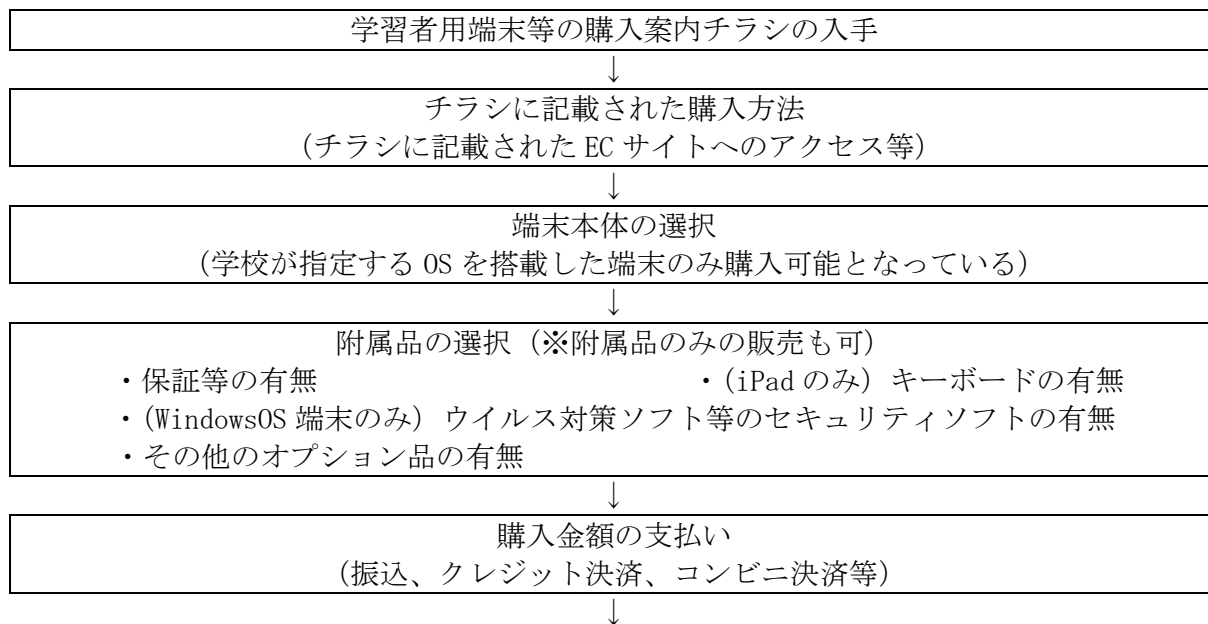 学習者用端末等の購入案内チラシの入手
↓
チラシに記載された購入方法
(チラシに記載された EC サイトへのアクセス等)
↓
端末本体の選択
(学校が指定する OS を搭載した端末のみ購入可能となっている)
↓
附属品の選択(※附属品のみの販売も可)
・保証等の有無 ・(iPad のみ)キーボードの有無
・(WindowsOS 端末のみ)ウイルス対策ソフト等のセキュリティソフトの有無
・その他のオプション品の有無
↓
購入金額の支払い
(振込、クレジット決済、コンビニ決済等)
↓